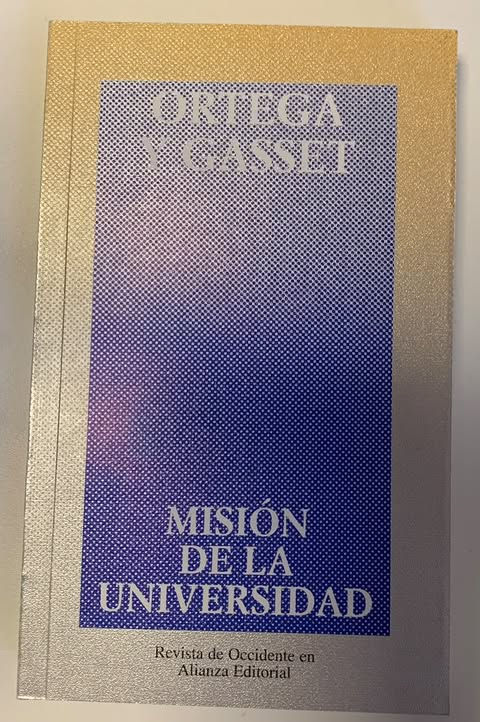 ORTEGA
Y GASSET
MISIÓN
DE LA
UNIVERSIDAD
Revista de Occidente en
Alianza Editorial